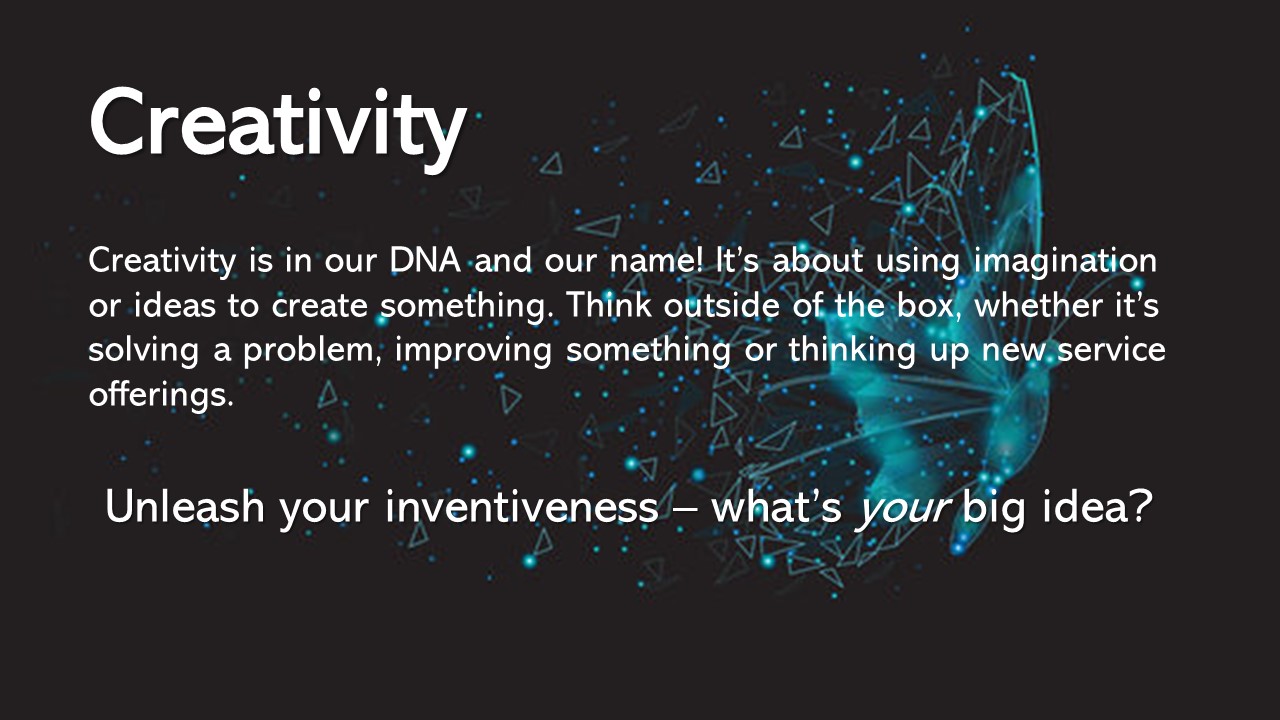 Creativity
Creativity is in our DNA and our name! It’s about using imagination
or ideas to create something. Think outside of the box, whether it’s
solving a problem, improving something or thinking up new service
offerings.
Unleash your inventiveness – what’s your big idea?